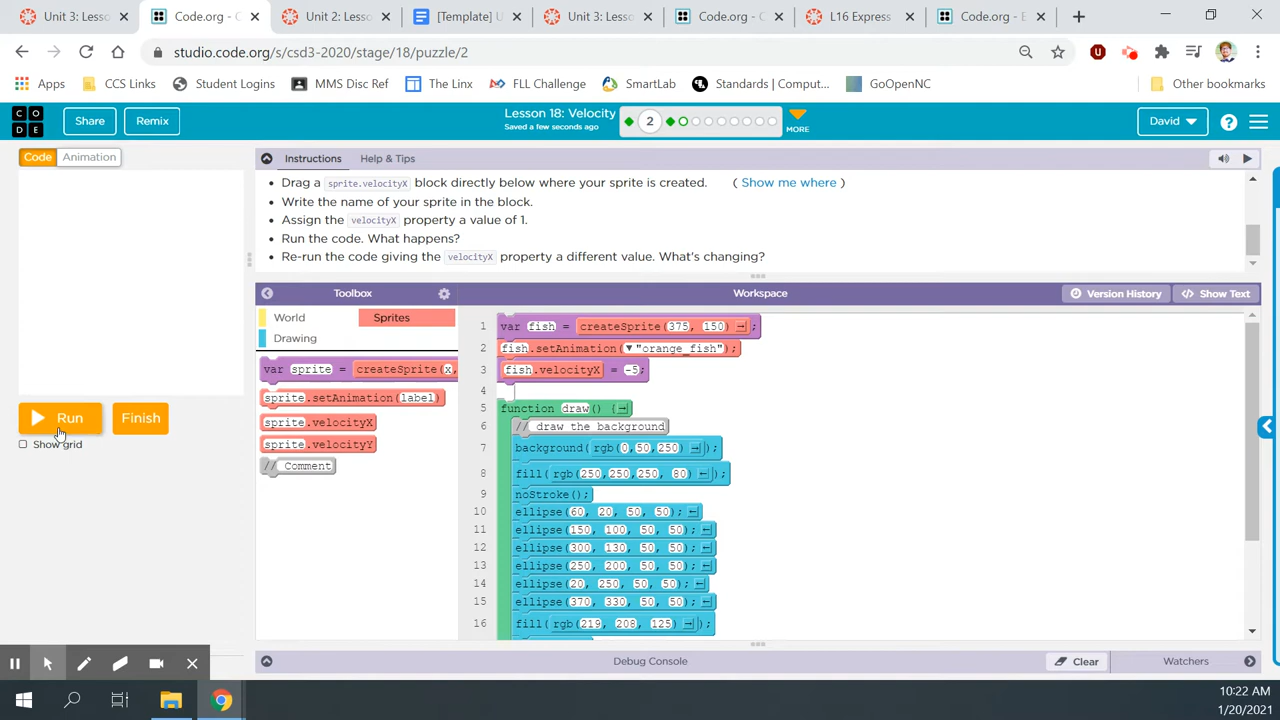 Unit 3: Lesso
Code.org - C
Unit 2: Lesso
[Template] U
Unit 3: Lesso
Code.org - C
L16 Express
Code.org - E
studio.code.org/s/csd3-2020/stage/18/puzzle/2
Apps
CCS Links
Student Logins
MMS Disc Ref
The Linx
FLL Challenge
SmartLab
Standards | Comput...
GoOpenNC
Other bookmarks
C O
D E
Share
Remix
Lesson 18: Velocity
Saved a few seconds ago
2
MORE
David
Code
Animation
Instructions
Help & Tips
Drag a sprite.velocityX block directly below where your sprite is created. ( Show me where )
Write the name of your sprite in the block.
Assign the velocityX property a value of 1.
Run the code. What happens?
Re-run the code giving the velocityX property a different value. What's changing?
Toolbox
Workspace
Version History
</> Show Text
World
Sprites
Drawing
var sprite = createSprite(x,
sprite.setAnimation(label)
sprite.velocityX
sprite.velocityY
// Comment
Run
Finish
Show grid
1 var fish = createSprite(375, 150);
2 fish.setAnimation("orange_fish");
3 fish.velocityX = -5;
4
5 function draw() {
6 // draw the background
7 background(rgb(0,50,250));
8 fill(rgb(250,250,250, 80));
9 noStroke();
10 ellipse(60, 20, 50, 50);
11 ellipse(150, 100, 50, 50);
12 ellipse(300, 130, 50, 50);
13 ellipse(250, 200, 50, 50);
14 ellipse(20, 250, 50, 50);
15 ellipse(370, 330, 50, 50);
16 fill(rgb(219, 208, 125));
Debug Console
Clear
Watchers
10:22 AM
1/20/2021